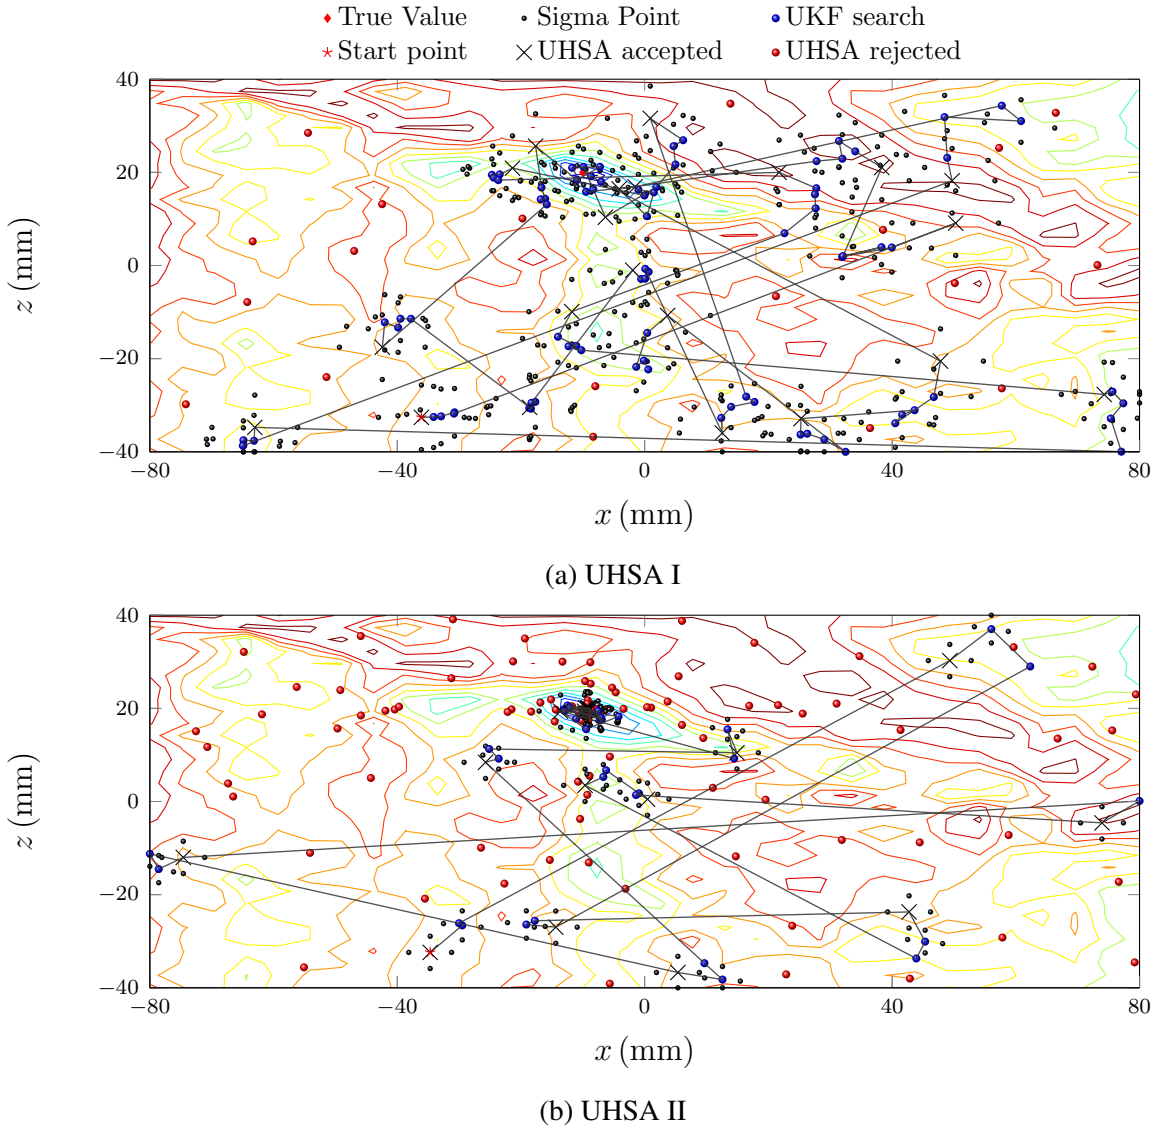 True Value Sigma Point UKF search
Start point UHSA accepted UHSA rejected
40
20
0
−20
−40
z (mm)
−80 −40 0 40 80
x (mm)
(a) UHSA I
40
20
0
−20
−40
z (mm)
−80 −40 0 40 80
x (mm)
(b) UHSA II